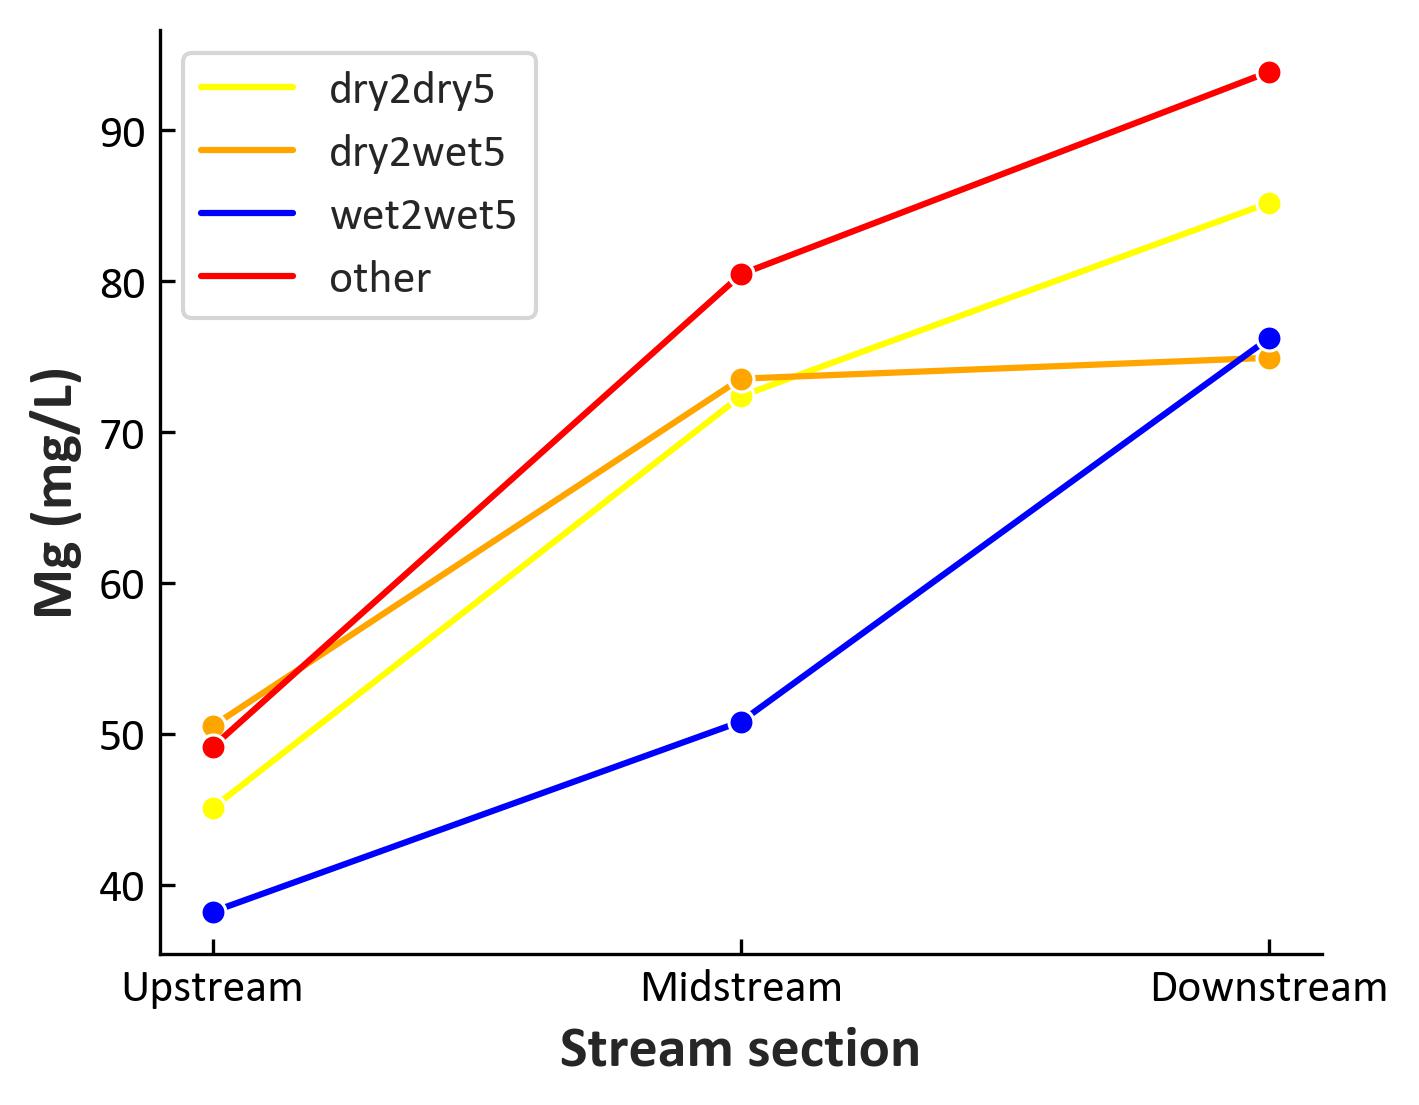 dry2dry5
dry2wet5
wet2wet5
other
90
80
70
60
50
40
Mg (mg/L)
Upstream Midstream Downstream
Stream section